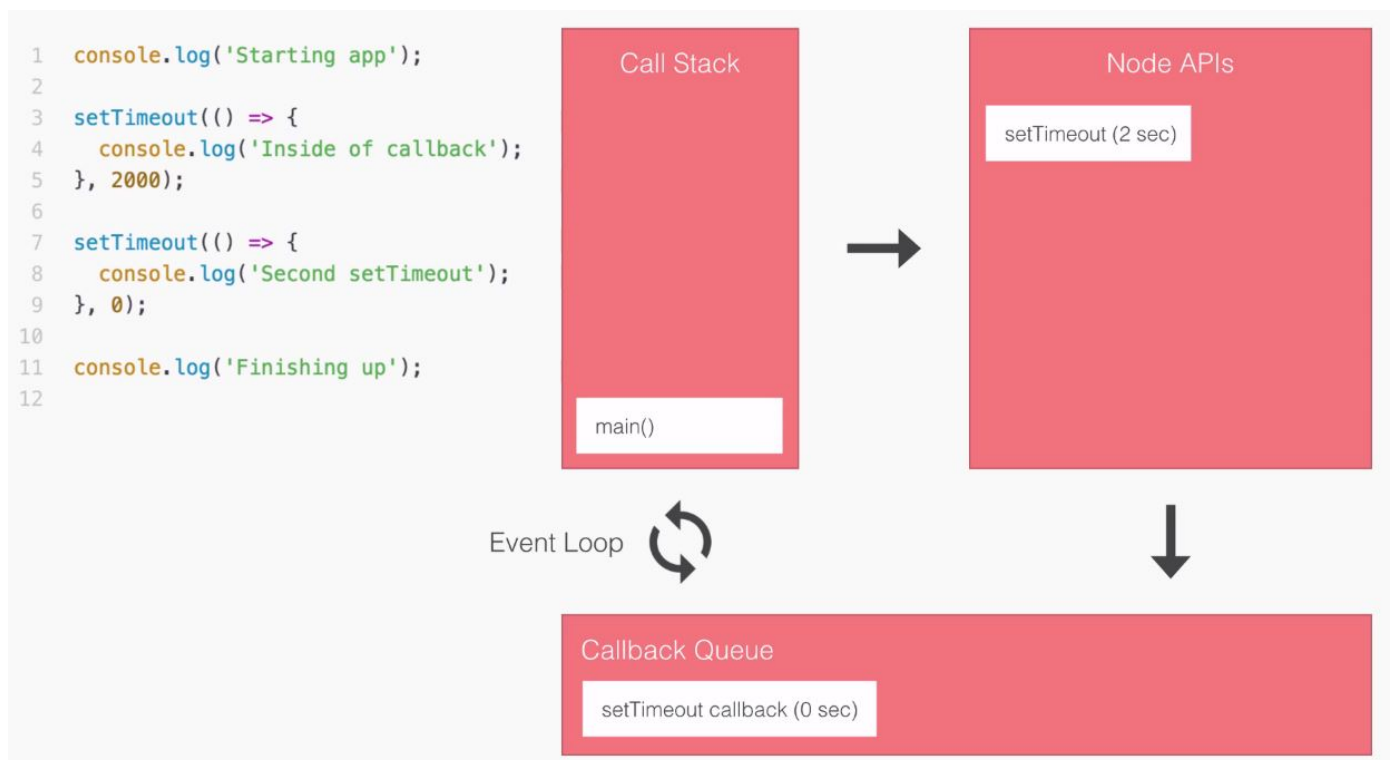 1 console.log('Starting app');
2
3 setTimeout(() => {
4   console.log('Inside of callback');
5 }, 2000);
6
7 setTimeout(() => {
8   console.log('Second setTimeout');
9 }, 0);
10
11 console.log('Finishing up');
12
Call Stack
main()
Node APIs
setTimeout (2 sec)
Event Loop
Callback Queue
setTimeout callback (0 sec)